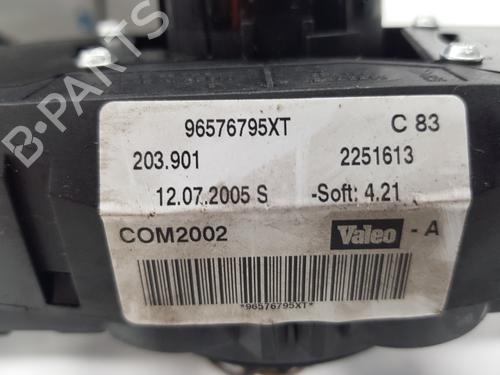 B-PARTS
96576795XT C 83
203.901 2251613
12.07.2005 S -Soft: 4.21
COM2002 Valeo - A
*96576795XT*